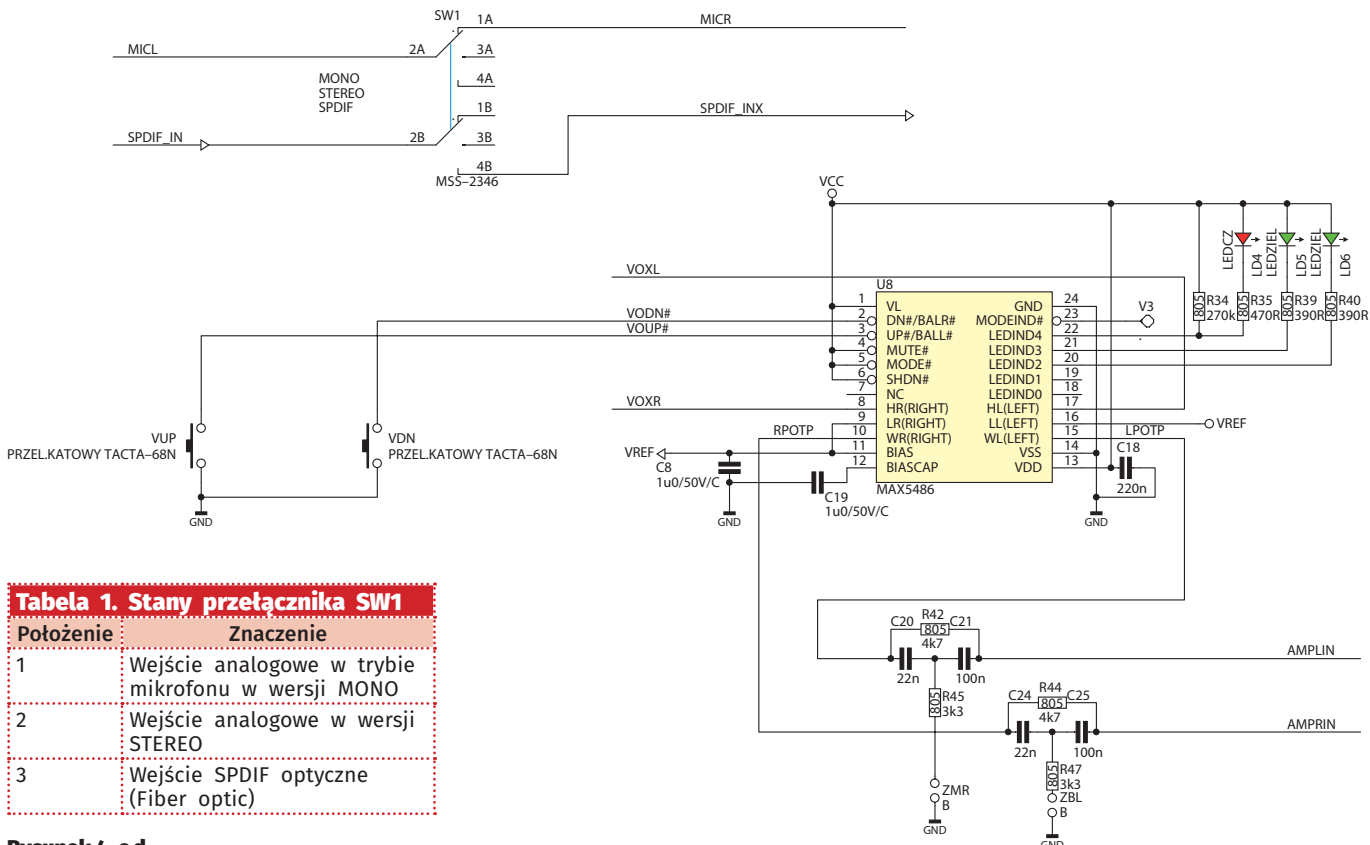 SW1 1A MICR
MICL 2A 3A
4A
MONO
STEREO
SPDIF
1B SPDIF_INX
SPDIF_IN 2B 3B
4B
MSS-2346
VCC
LEDCZ LD4 LEDZIEL LD5 LEDZIEL LD6
VOXL
U8
VODN#
VOUP#
1 VL GND 24
2 DN#/BALR# MODEIND# 23 V3
3 UP#/BALL# LEDIND4 22
4 MUTE# LEDIND3 21
5 MODE# LEDIND2 20
6 SHDN# LEDIND1 19
7 NC LEDIND0 18
8 HR(RIGHT) HL(LEFT) 17
9 LR(RIGHT) LL(LEFT) 16 VREF
10 WR(RIGHT) WL(LEFT) 15
11 BIAS VSS 14
12 BIASCAP VDD 13
MAX5486
805 R34 270k
805 R35 470R
805 R39 390R
805 R40 390R
VOXR
RPOTP
LPOTP
VUP
PRZEL.KATOWY TACTA-68N
VDN
PRZEL.KATOWY TACTA-68N
GND
VREF
C8
1u0/50V/C
C19
1u0/50V/C
GND
C18
220n
GND
Tabela 1. Stany przełącznika SW1
Położenie Znaczenie
1 Wejście analogowe w trybie
mikrofonu w wersji MONO
2 Wejście analogowe w wersji
STEREO
3 Wejście SPDIF optyczne
(Fiber optic)
R42
C20 805 C21
4k7
AMPLIN
22n 100n
805 R45
3k3
R44
C24 805 C25
4k7
AMPRIN
22n 100n
805 R47
3k3
ZMR
B
GND
ZBL
B
GND